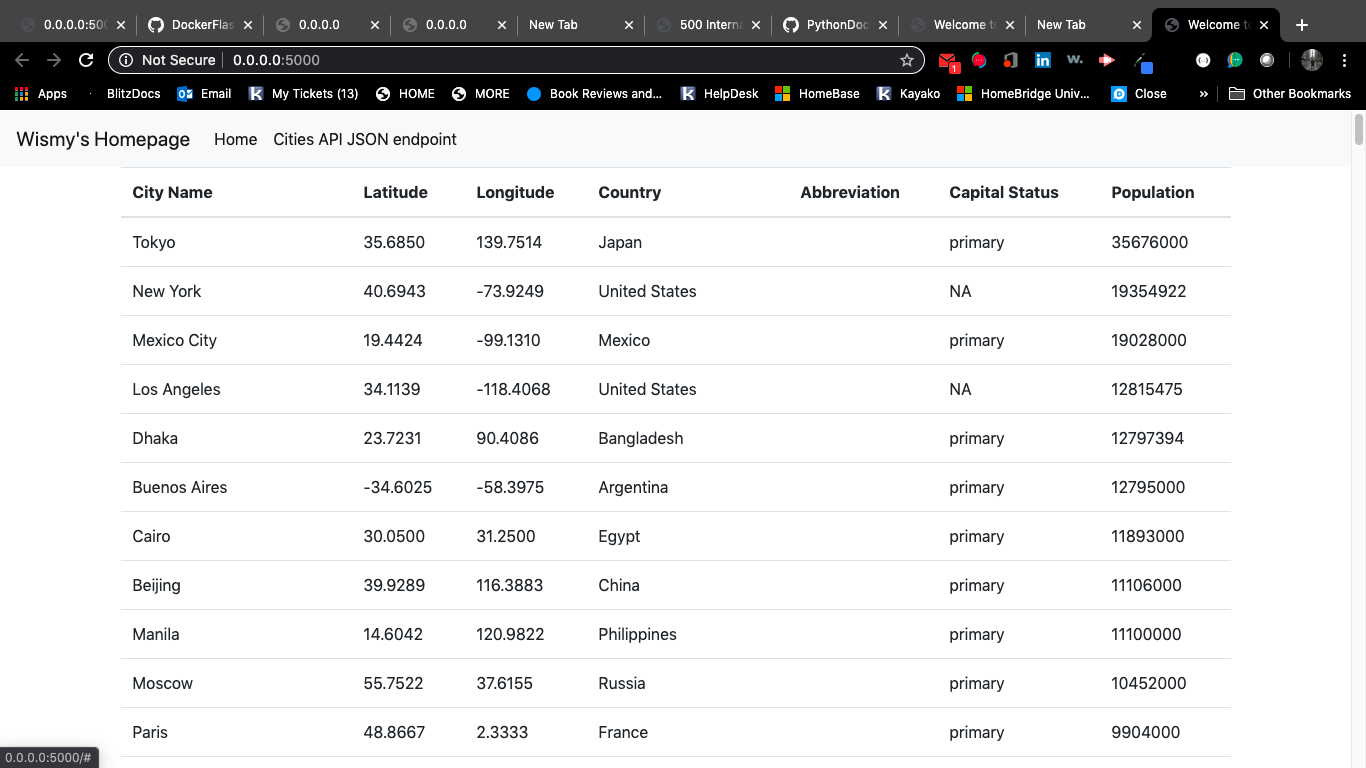 0.0.0.0:500 DockerFlas 0.0.0.0 0.0.0.0 New Tab 500 Interna PythonDoc Welcome to New Tab Welcome to
Not Secure 0.0.0.0:5000 1
Apps BlitzDocs Email My Tickets (13) HOME MORE Book Reviews and... HelpDesk HomeBase Kayako HomeBridge Univ... Close » Other Bookmarks
Wismy's Homepage Home Cities API JSON endpoint
City Name Latitude Longitude Country Abbreviation Capital Status Population
Tokyo 35.6850 139.7514 Japan primary 35676000
New York 40.6943 -73.9249 United States NA 19354922
Mexico City 19.4424 -99.1310 Mexico primary 19028000
Los Angeles 34.1139 -118.4068 United States NA 12815475
Dhaka 23.7231 90.4086 Bangladesh primary 12797394
Buenos Aires -34.6025 -58.3975 Argentina primary 12795000
Cairo 30.0500 31.2500 Egypt primary 11893000
Beijing 39.9289 116.3883 China primary 11106000
Manila 14.6042 120.9822 Philippines primary 11100000
Moscow 55.7522 37.6155 Russia primary 10452000
Paris 48.8667 2.3333 France primary 9904000
0.0.0.0:5000/#